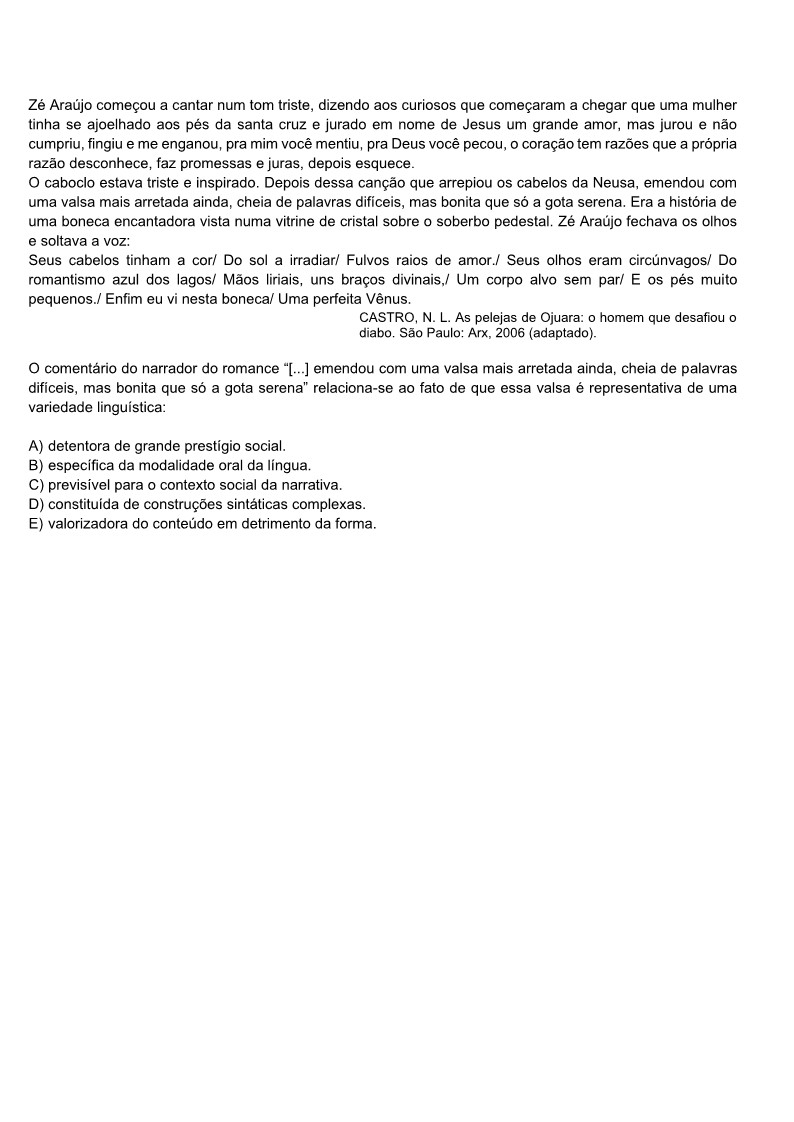 Zé Araújo começou a cantar num tom triste, dizendo aos curiosos que começaram a chegar que uma mulher
tinha se ajoelhado aos pés da santa cruz e jurado em nome de Jesus um grande amor, mas jurou e não
cumpriu, fingiu e me enganou, pra mim você mentiu, pra Deus você pecou, o coração tem razões que a própria
razão desconhece, faz promessas e juras, depois esquece.
O caboclo estava triste e inspirado. Depois dessa canção que arrepiou os cabelos da Neusa, emendou com
uma valsa mais arretada ainda, cheia de palavras difíceis, mas bonita que só a gota serena. Era a história de
uma boneca encantadora vista numa vitrine de cristal sobre o soberbo pedestal. Zé Araújo fechava os olhos
e soltava a voz:
Seus cabelos tinham a cor/ Do sol a irradiar/ Fulvos raios de amor./ Seus olhos eram circúnvagos/ Do
romantismo azul dos lagos/ Mãos liriais, uns braços divinais,/ Um corpo alvo sem par/ E os pés muito
pequenos./ Enfim eu vi nesta boneca/ Uma perfeita Vênus.
CASTRO, N. L. As pelejas de Ojuara: o homem que desafiou o
diabo. São Paulo: Arx, 2006 (adaptado).
O comentário do narrador do romance “[...] emendou com uma valsa mais arretada ainda, cheia de palavras
difíceis, mas bonita que só a gota serena” relaciona-se ao fato de que essa valsa é representativa de uma
variedade linguística:
A) detentora de grande prestígio social.
B) específica da modalidade oral da língua.
C) previsível para o contexto social da narrativa.
D) constituída de construções sintáticas complexas.
E) valorizadora do conteúdo em detrimento da forma.